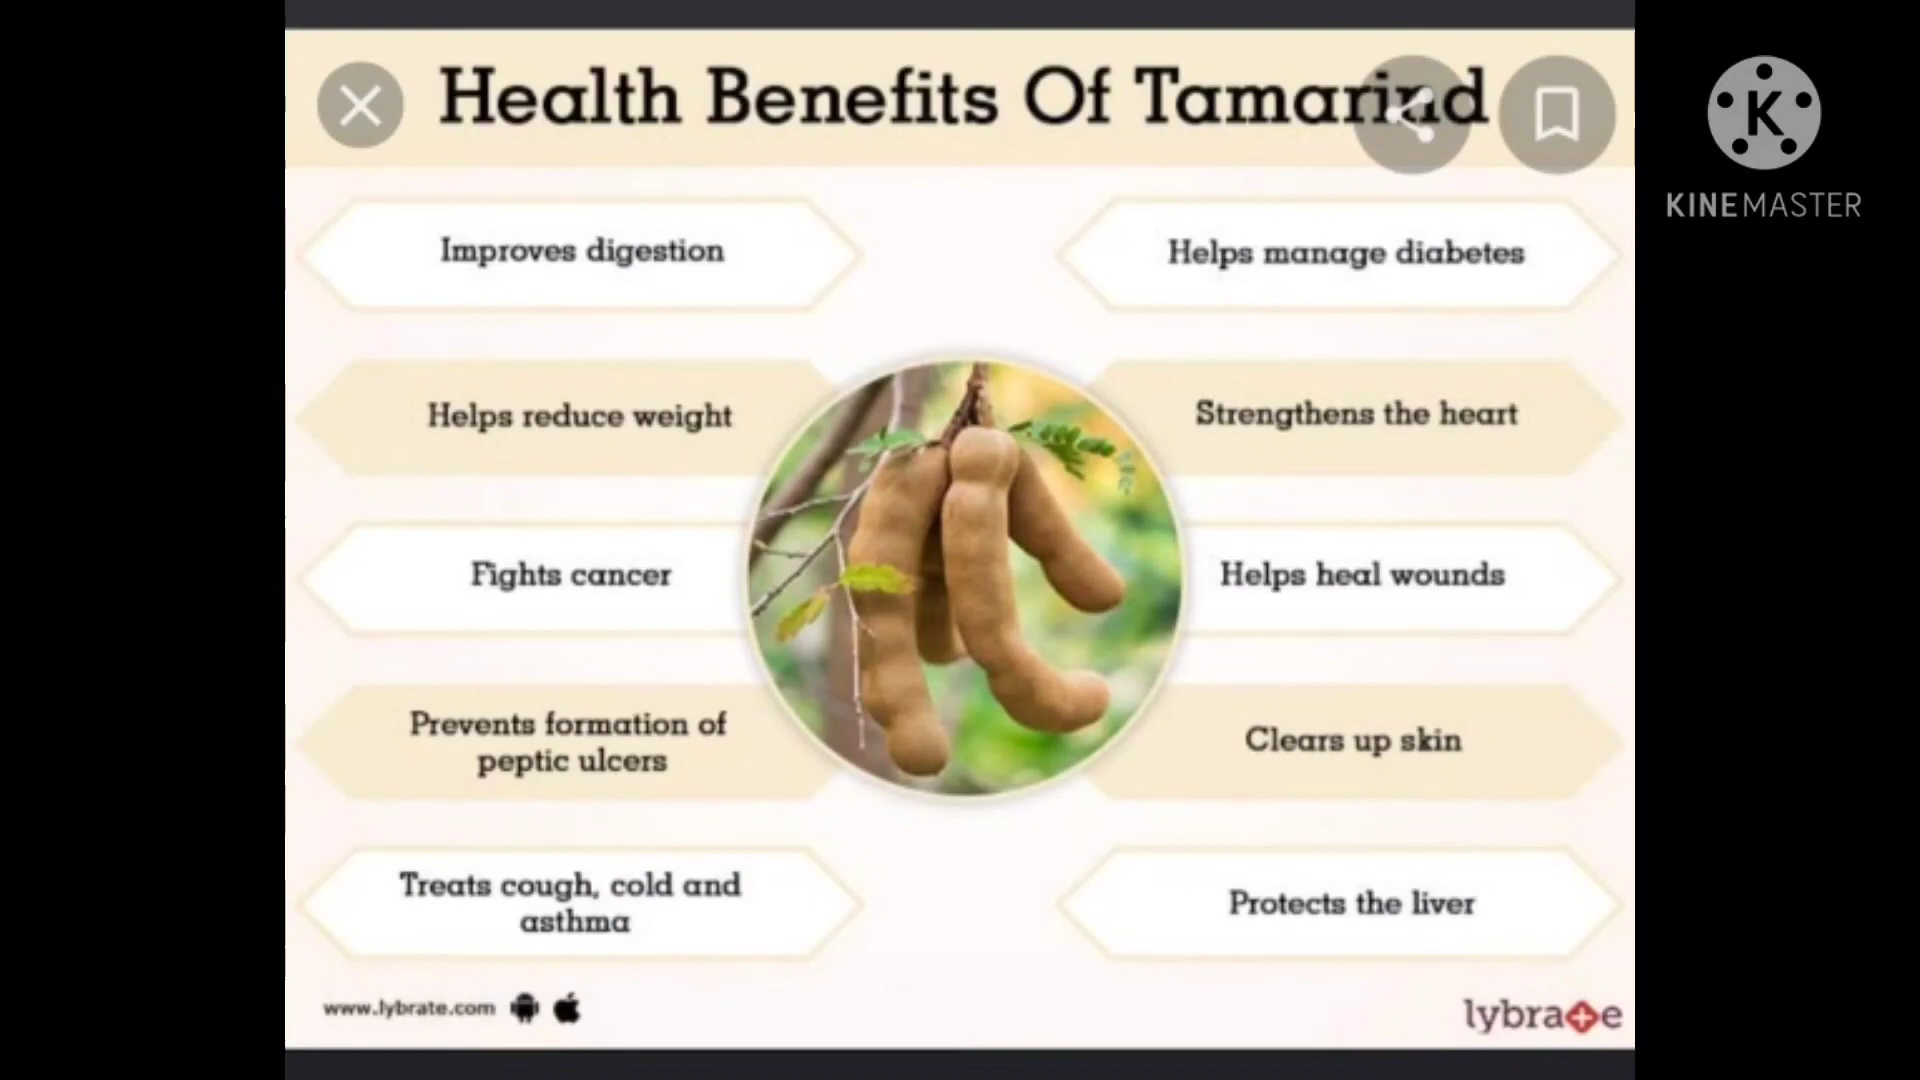 Health Benefits Of Tamarind
K
KINEMASTER
Improves digestion
Helps manage diabetes
Helps reduce weight
Strengthens the heart
Fights cancer
Helps heal wounds
Prevents formation of
peptic ulcers
Clears up skin
Treats cough, cold and
asthma
Protects the liver
www.lybrate.com
lybrate